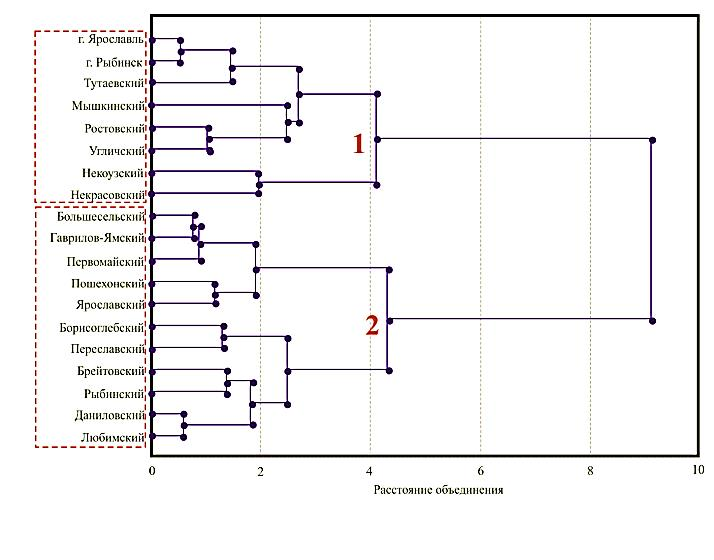 г. Ярославль
г. Рыбинск
Тутаевский
Мышкинский
Ростовский
Угличский
Некоузский
Некрасовский
Большесельский
Гаврилов-Ямский
Первомайский
Пошехонский
Ярославский
Борисоглебский
Переславский
Брейтовский
Рыбинский
Даниловский
Любимский
1
2
0 2 4 6 8 10
Расстояние объединения